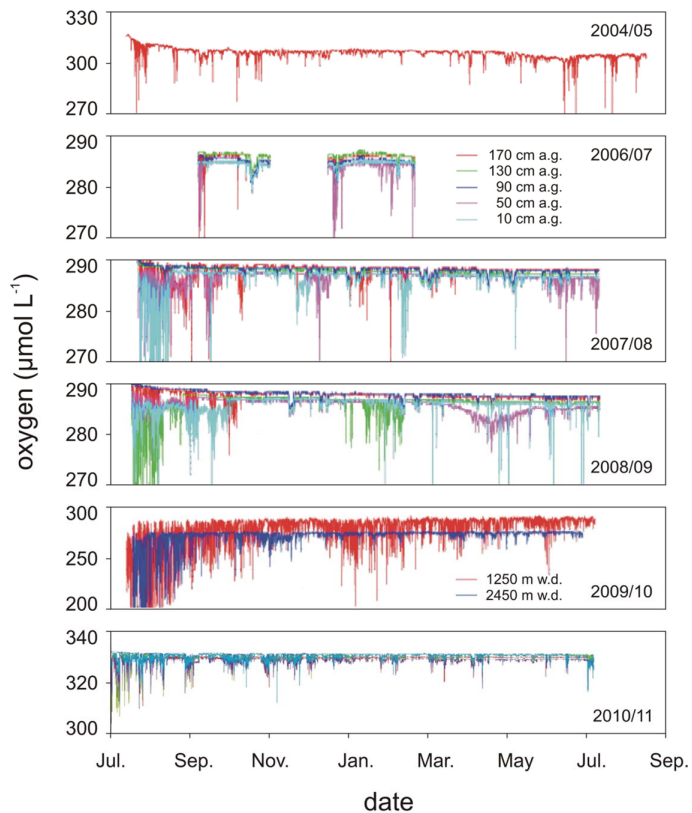 330
300
270
2004/05
290
280
270
170 cm a.g.
130 cm a.g.
90 cm a.g.
50 cm a.g.
10 cm a.g.
2006/07
290
280
270
2007/08
290
280
270
2008/09
300
250
200
1250 m w.d.
2450 m w.d.
2009/10
340
320
300
2010/11
Jul. Sep. Nov. Jan. Mar. May Jul. Sep.
date
oxygen (µmol L⁻¹)